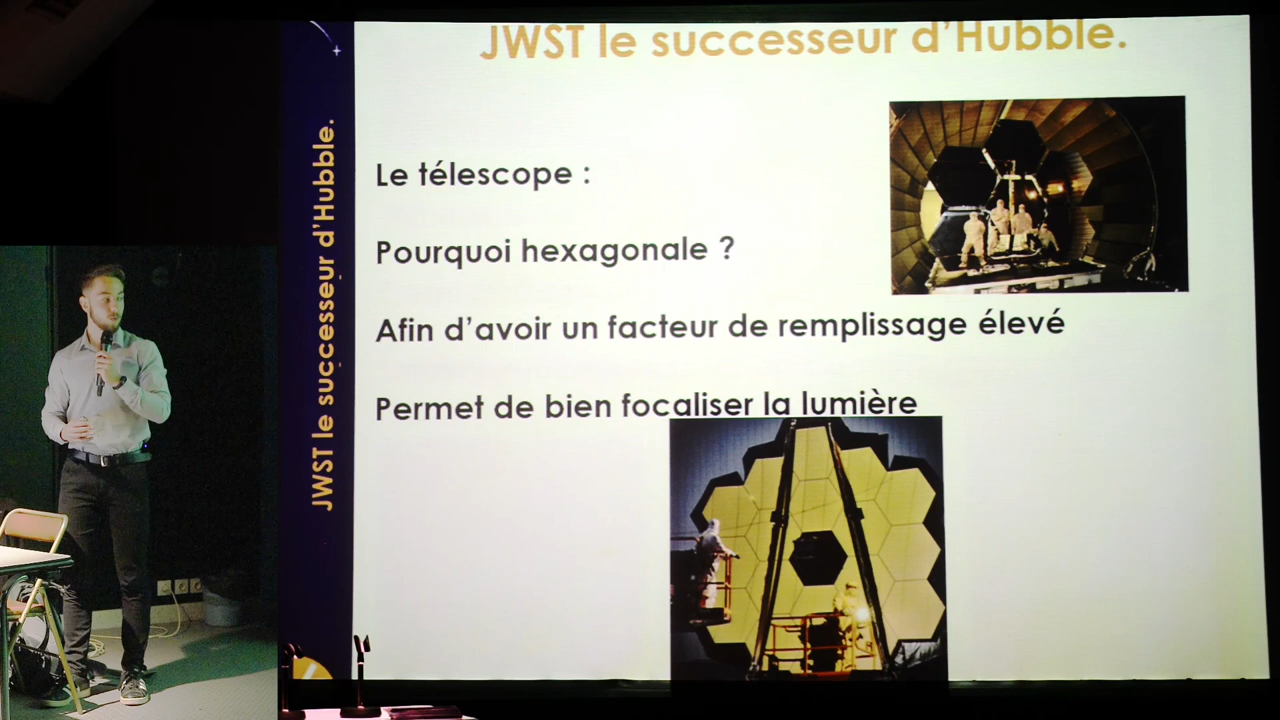 JWST le successeur d'Hubble.
JWST le successeur d'Hubble.
Le télescope :
Pourquoi hexagonale ?
Afin d'avoir un facteur de remplissage élevé
Permet de bien focaliser la lumière